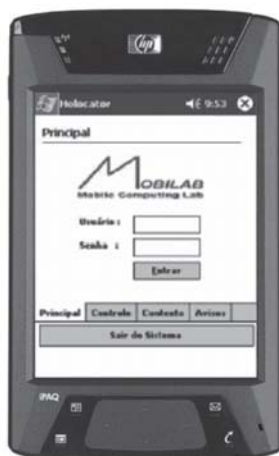 hp
Holocator 9:53
Principal
MOBILAB
Mobile Computing Lab
Usuário :
Senha :
Entrar
Principal Controle Contexto Avisos
Sair do Sistema
iPAQ